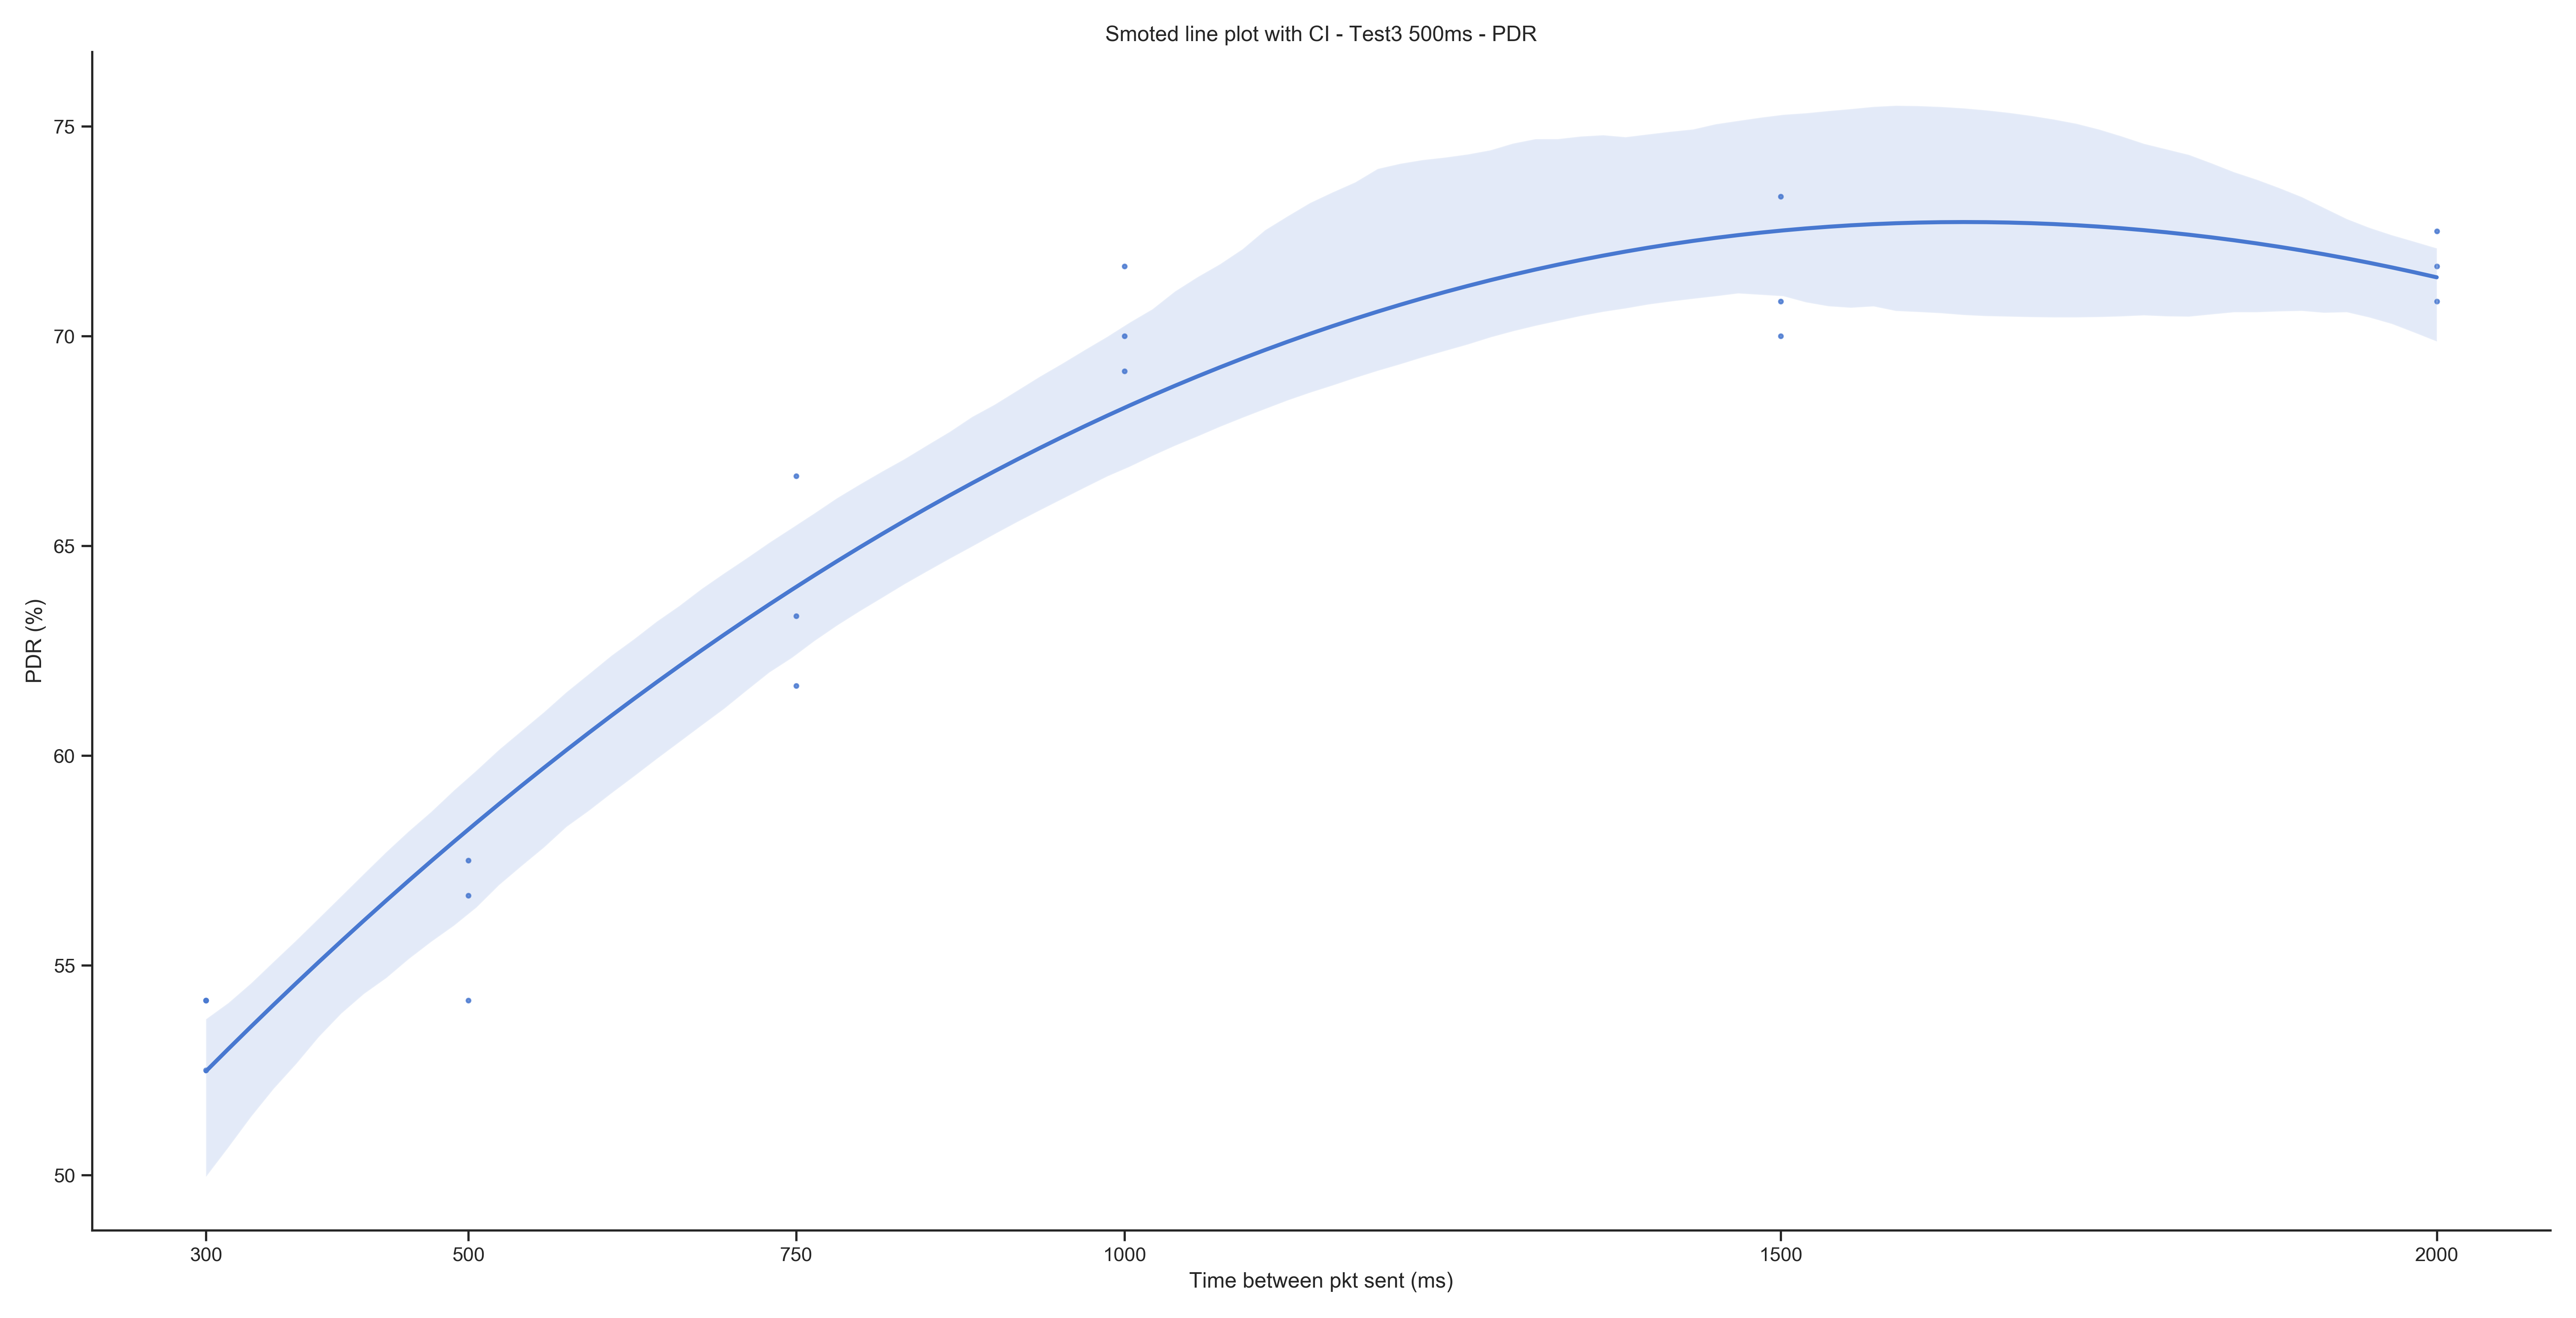 Smoted line plot with CI - Test3 500ms - PDR
75
70
65
60
55
50
PDR (%)
300 500 750 1000 1500 2000
Time between pkt sent (ms)